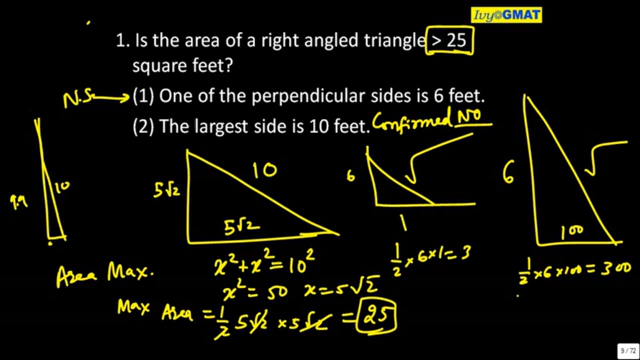 Ivy GMAT
1. Is the area of a right angled triangle > 25
square feet?
N.S. → (1) One of the perpendicular sides is 6 feet.
(2) The largest side is 10 feet. Confirmed NO
9.9
10
5√2
10
5√2
6
1
6
√
100
Area Max.
x² + x² = 10²
x² = 50 x = 5√2
Max Area = 1/2 5√2 × 5√2 = 25
1/2 × 6 × 1 = 3
1/2 × 6 × 100 = 300
9 / 72